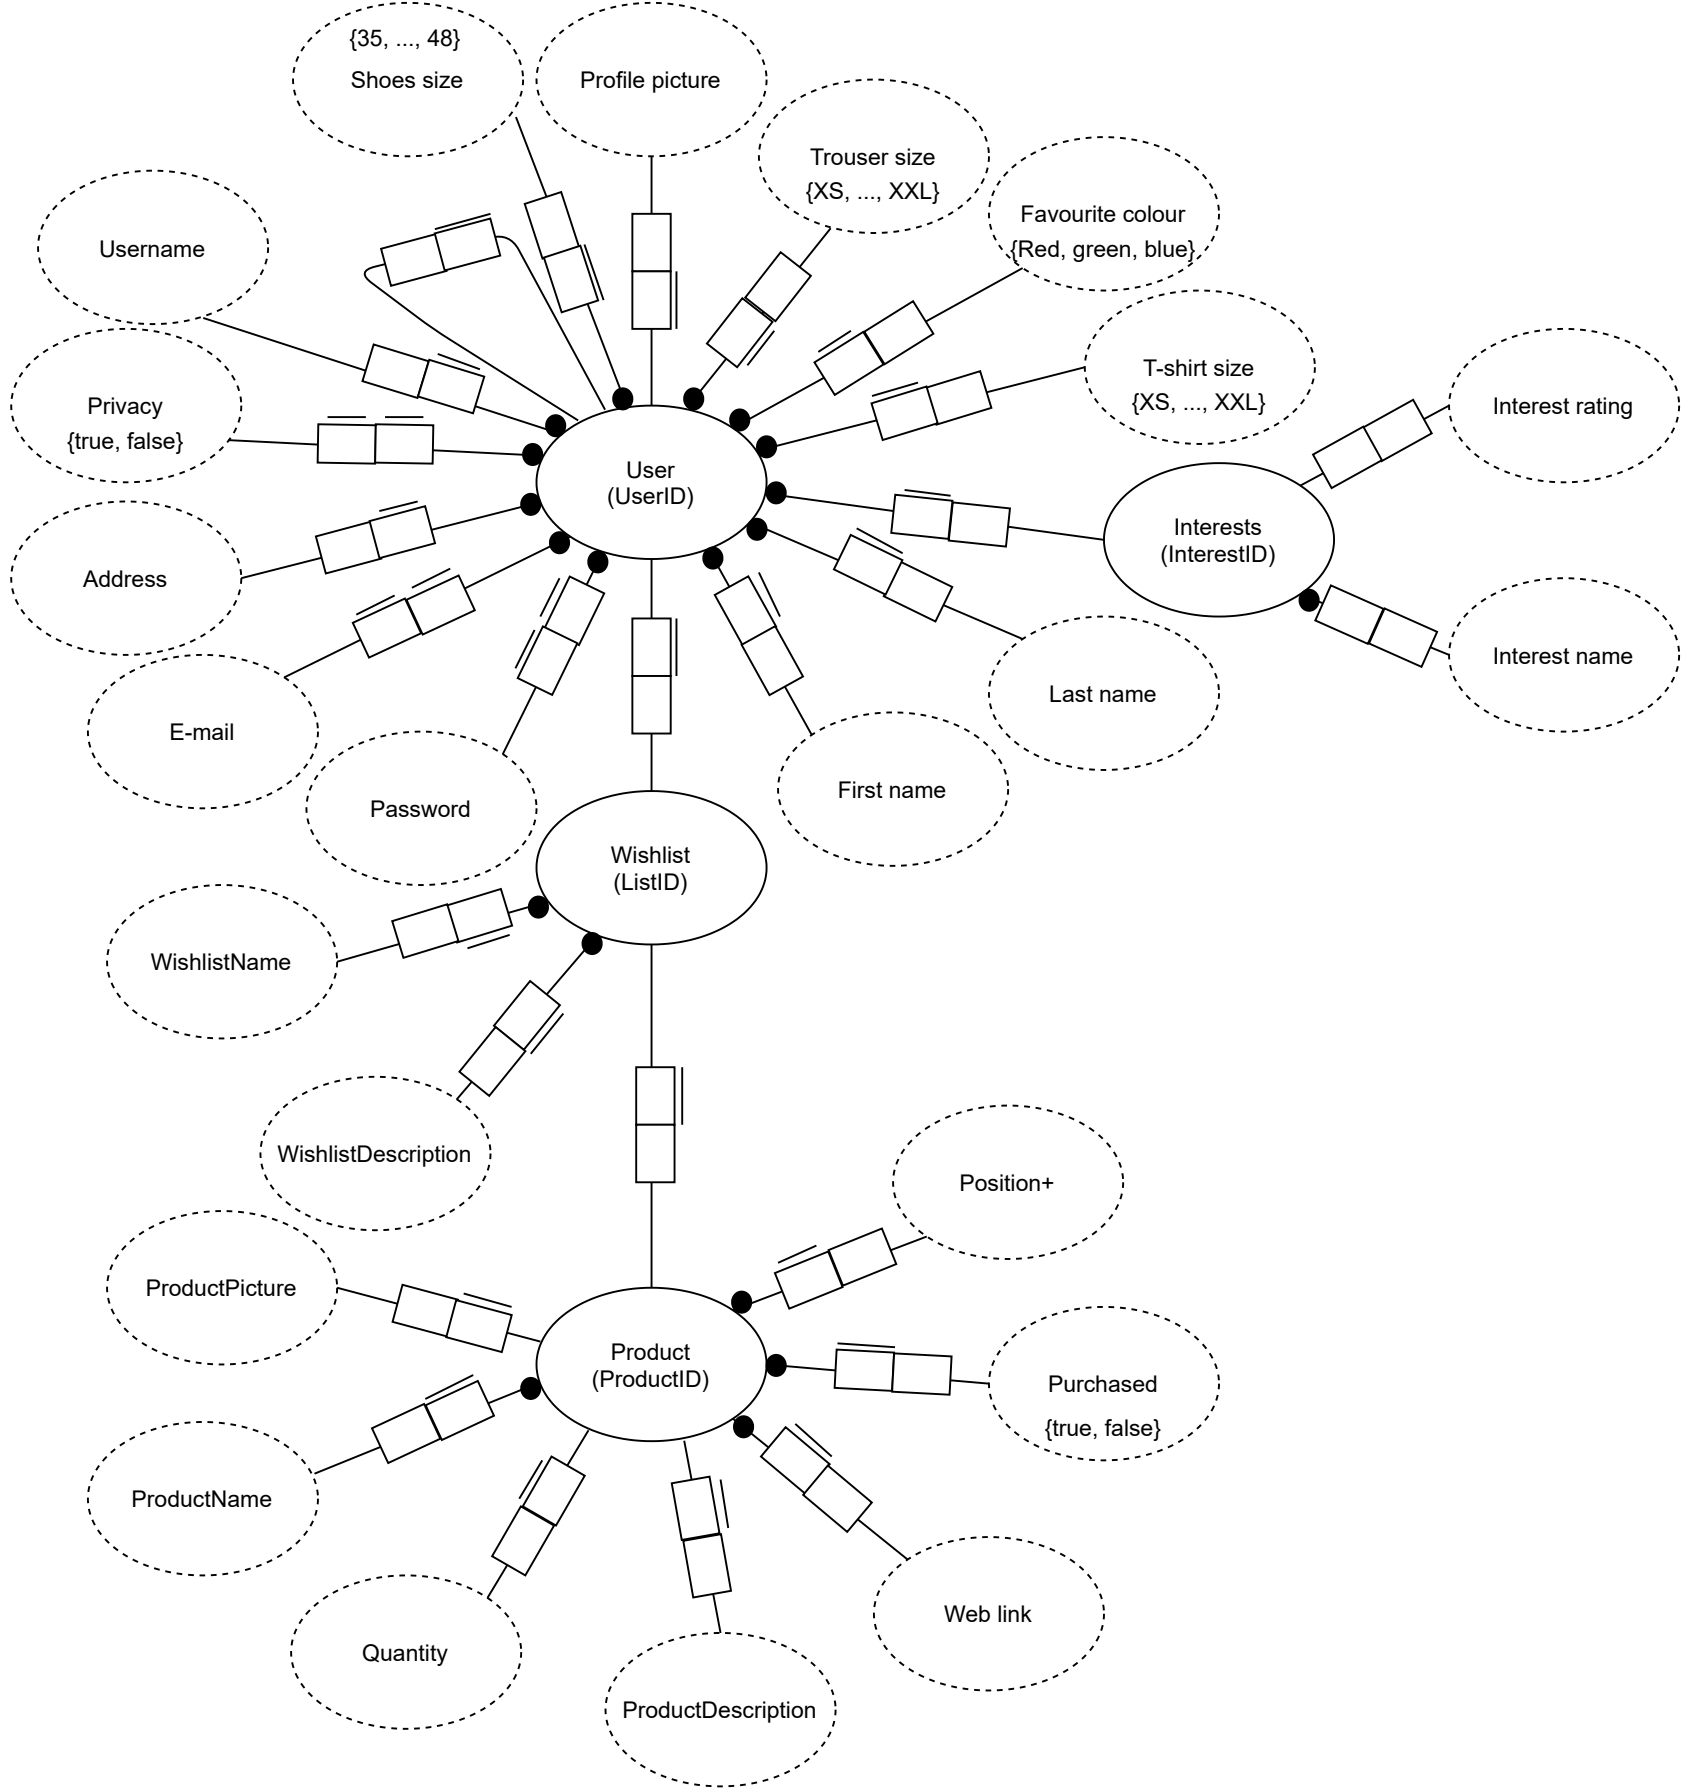 {35, ..., 48}
Shoes size
Profile picture
Trouser size
{XS, ..., XXL}
Favourite colour
{Red, green, blue}
Username
T-shirt size
{XS, ..., XXL}
Privacy
{true, false}
Interest rating
User
(UserID)
Interests
(InterestID)
Address
Interest name
E-mail
Last name
First name
Password
Wishlist
(ListID)
WishlistName
WishlistDescription
Position+
ProductPicture
Product
(ProductID)
Purchased
{true, false}
ProductName
Web link
Quantity
ProductDescription